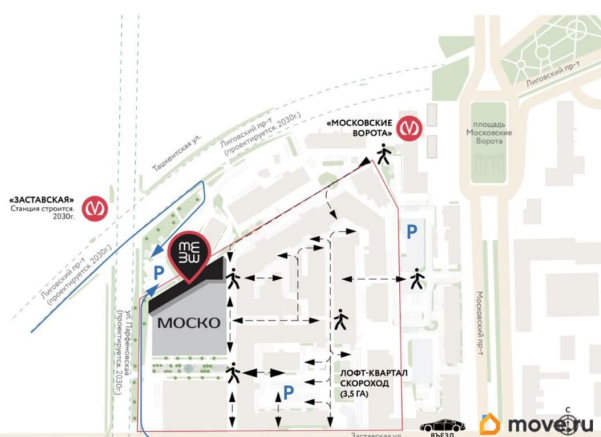 Лиговский пр-т
площадь
Московские
Ворота
«МОСКОВСКИЕ
ВОРОТА»
Лиговский пр-т
(проектируется, 2030г.)
Ташкентская ул.
«ЗАСТАВСКАЯ»
Станция строится.
2030г.
Лиговский пр-т
(проектируется, 2030г.)
P
P
ME
ЗW
МОСКО
ул. Парфёновская
(проектируется, 2030г.)
Московский пр-т
ЛОФТ-КВАРТАЛ
СКОРОХОД
(3,5 ГА)
P
С
Заставская ул.
ВЪЕЗД
move.ru